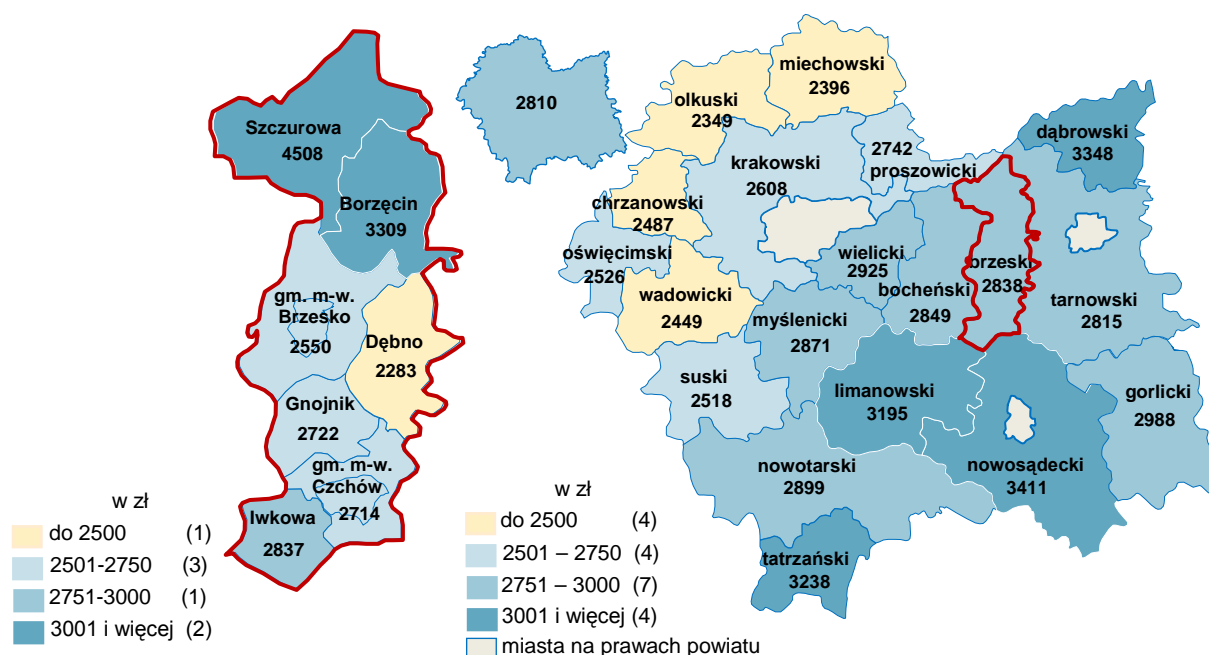 Szczurowa
4508
Borzęcin
3309
gm. m-w.
Brzesko
2550
Dębno
2283
Gnojnik
2722
gm. m-w.
Czchów
2714
Iwkowa
2837
w zł
do 2500 (1)
2501-2750 (3)
2751-3000 (1)
3001 i więcej (2)
2810
miechowski
2396
olkuski
2349
dąbrowski
3348
2742
proszowicki
krakowski
2608
chrzanowski
2487
oświęcimski
2526
wielicki
2925
brzeski
2838
bocheński
2849
wadowicki
2449
tarnowski
2815
myślenicki
2871
suski
2518
limanowski
3195
gorlicki
2988
nowotarski
2899
nowosądecki
3411
tatrzański
3238
w zł
do 2500 (4)
2501 – 2750 (4)
2751 – 3000 (7)
3001 i więcej (4)
miasta na prawach powiatu